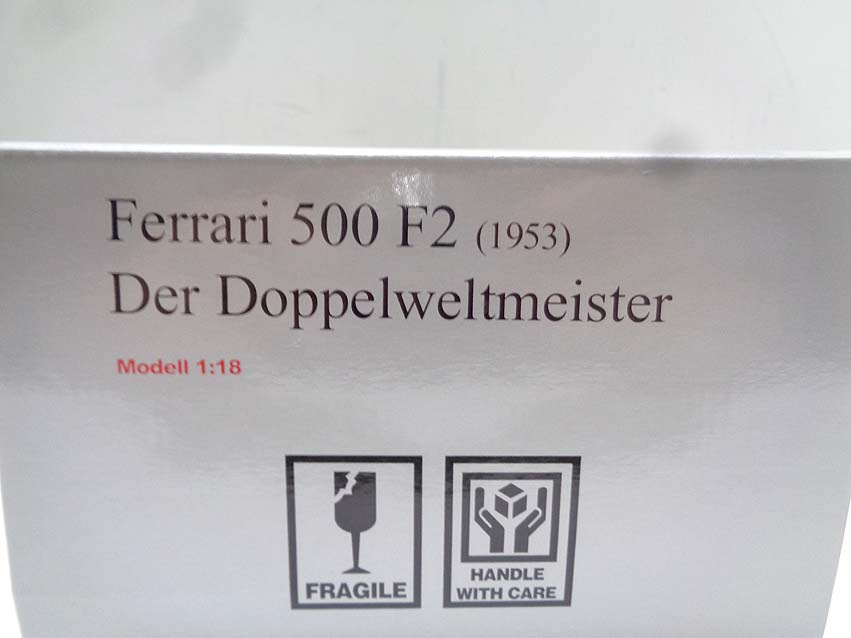 Ferrari 500 F2 (1953)
Der Doppelweltmeister
Modell 1:18
FRAGILE
HANDLE
WITH CARE